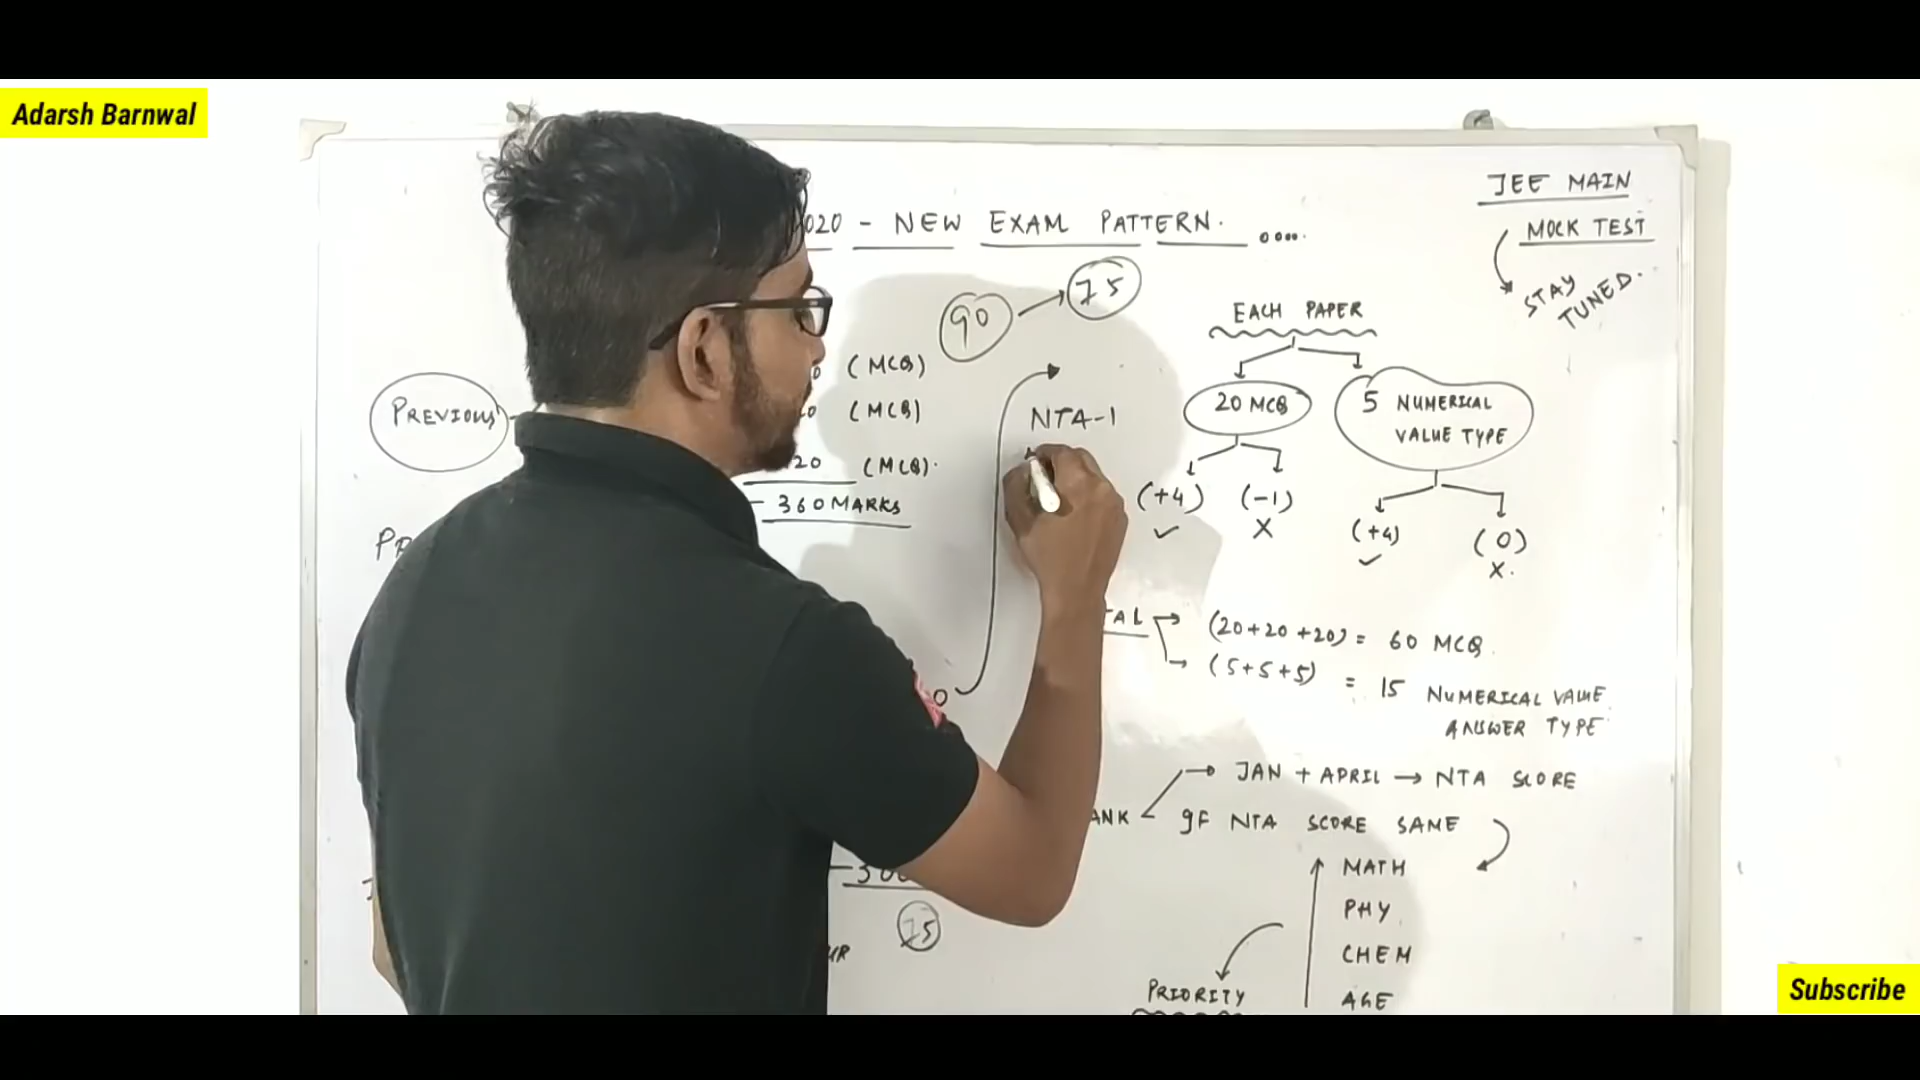 Adarsh Barnwal
JEE MAIN
MOCK TEST
STAY
TUNED.
020 - NEW EXAM PATTERN.
90 → 75
EACH PAPER
(MCQ)
PREVIOUS
(MCQ)
20 (MCQ).
- 360 MARKS
NTA-1
20 MCQ
5 NUMERICAL
VALUE TYPE
(+4) (-1)
✓ X
(+4) (0)
✓ X.
TAL → (20+20+20) = 60 MCQ
→ (5+5+5) = 15 NUMERICAL VALUE
ANSWER TYPE
→ JAN + APRIL → NTA SCORE
ANK < IF NTA SCORE SAME
MATH
PHY
CHEM
AGE
PRIORITY
75
Subscribe